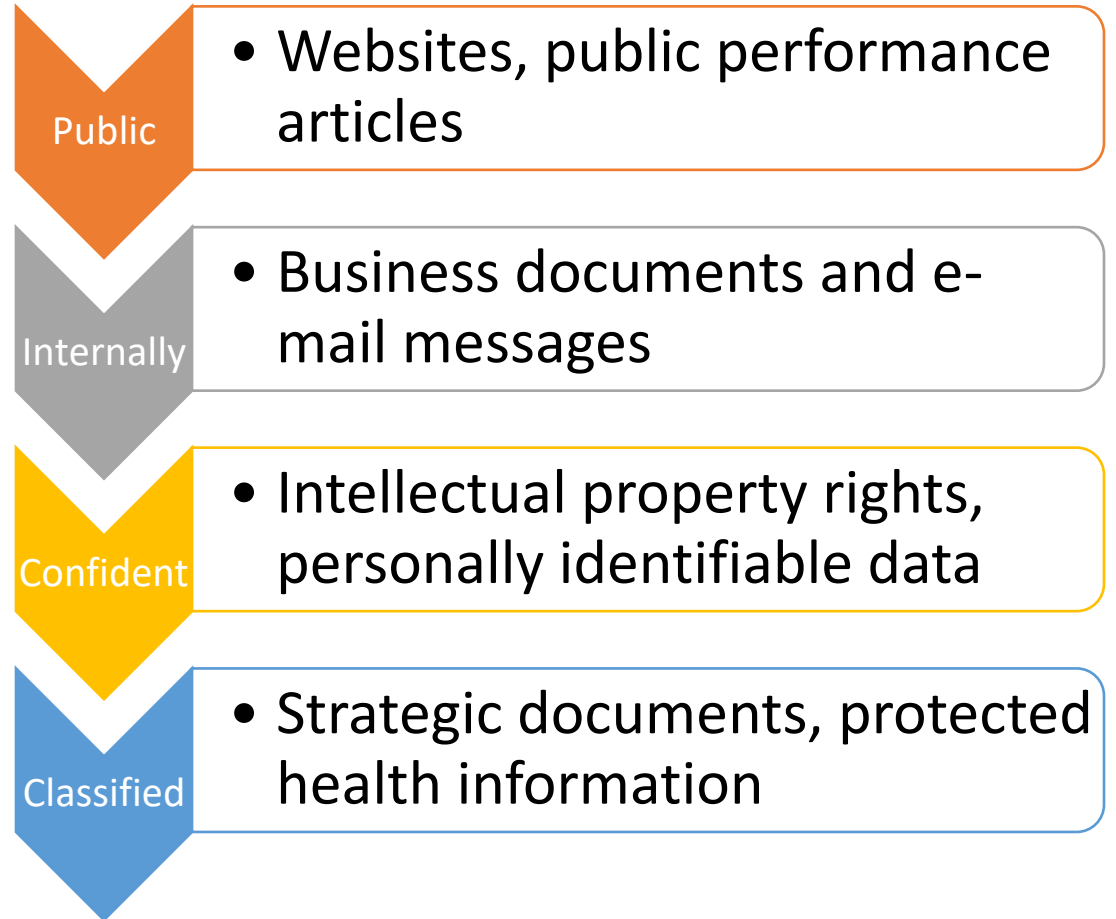 Public
• Websites, public performance
articles
Internally
• Business documents and e-
mail messages
Confident
• Intellectual property rights,
personally identifiable data
Classified
• Strategic documents, protected
health information